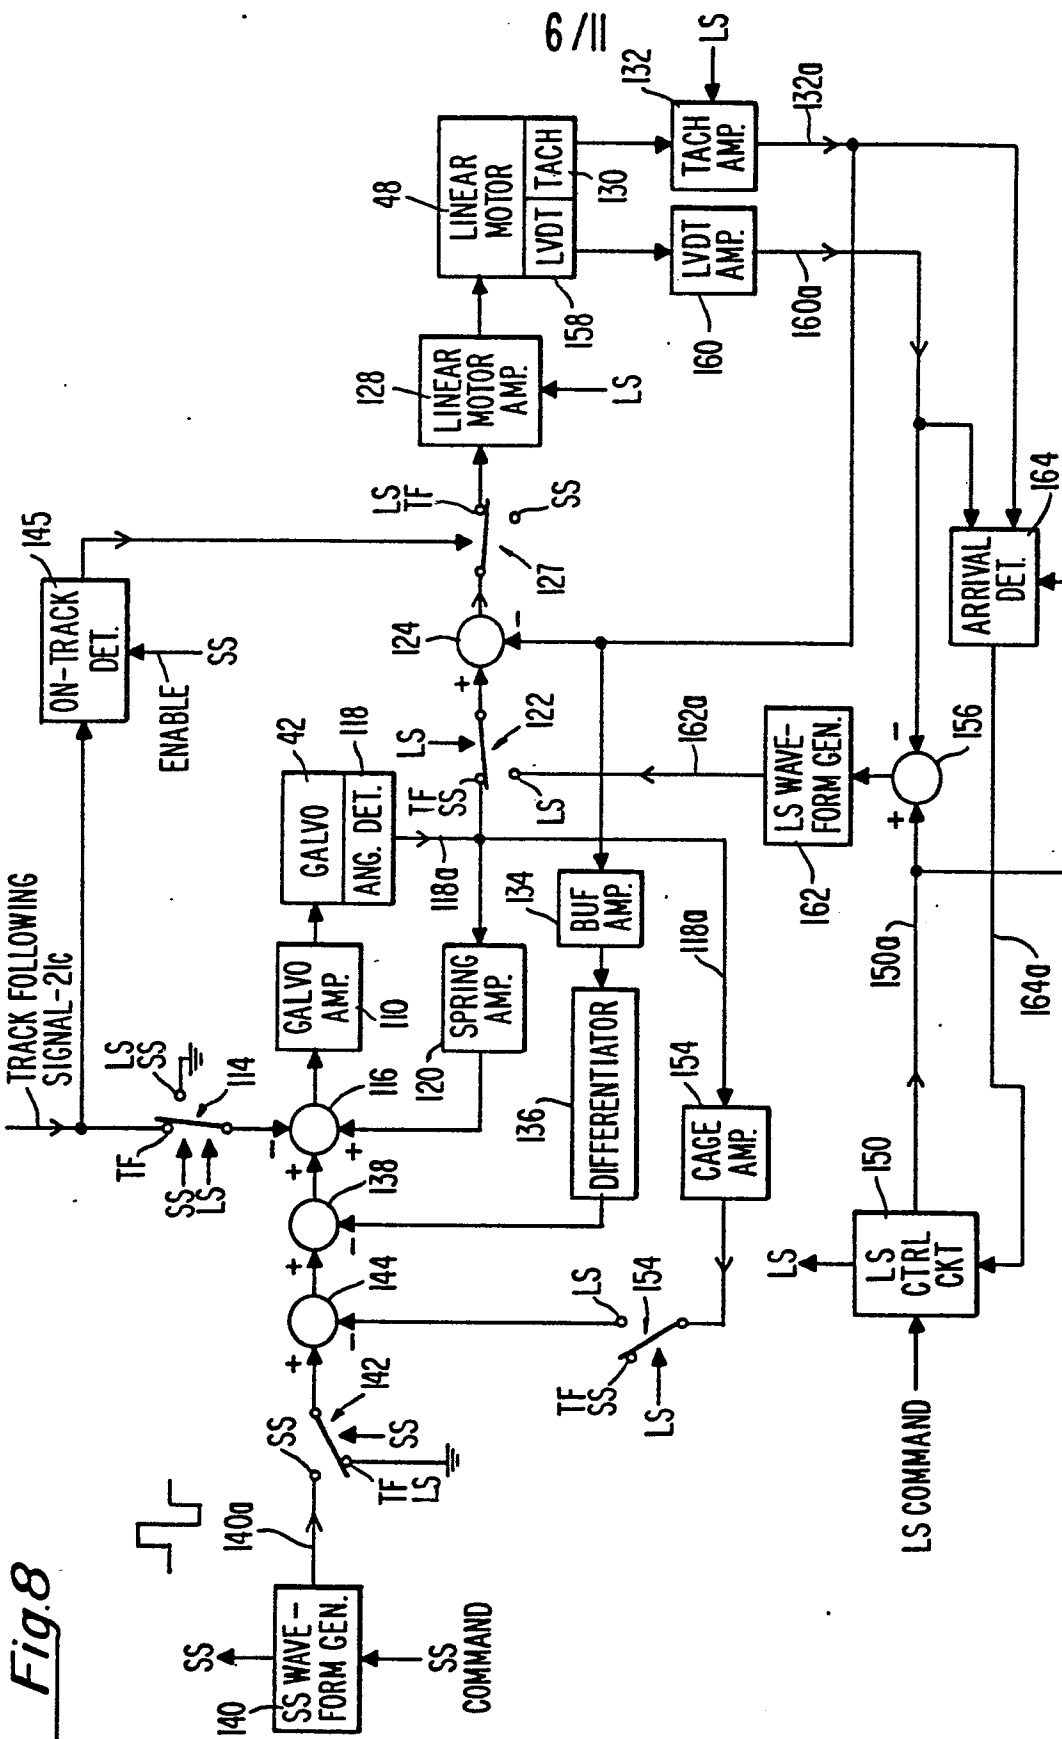 Fig.8
11/9
TRACK FOLLOWING
SIGNAL-21c
ON-TRACK
DET.
145
ENABLE
SS
TF
LS
SS
114
SS
LS
SS
140
SS WAVE-
FORM GEN.
SS
COMMAND
140a
SS
142
SS
TF
LS
+
144
-
+
138
-
+
116
-
+
GALVO
AMP.
110
42
GALVO
118
ANG. DET.
118a
SPRING
AMP.
120
TF
SS
LS
122
LS
+
124
-
127
LS
TF
SS
128
LINEAR
MOTOR
AMP.
LS
48
LINEAR
MOTOR
LVDT
TACH
158
130
132
TACH
AMP.
LS
132a
LVDT
AMP.
160
160a
134
BUF
AMP.
136
DIFFERENTIATOR
118a
154
CAGE
AMP.
LS
154
TF
SS
LS
162a
LS WAVE-
FORM GEN.
162
+
-
156
ARRIVAL
DET.
164
164a
150a
150
LS
CTRL
CKT
LS
LS COMMAND